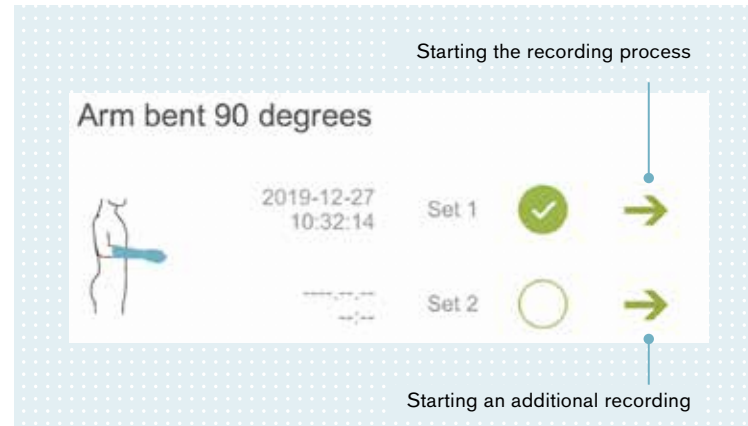 Starting the recording process
Arm bent 90 degrees
2019-12-27
10:32:14
Set 1
----.--.--
--:--
Set 2
Starting an additional recording